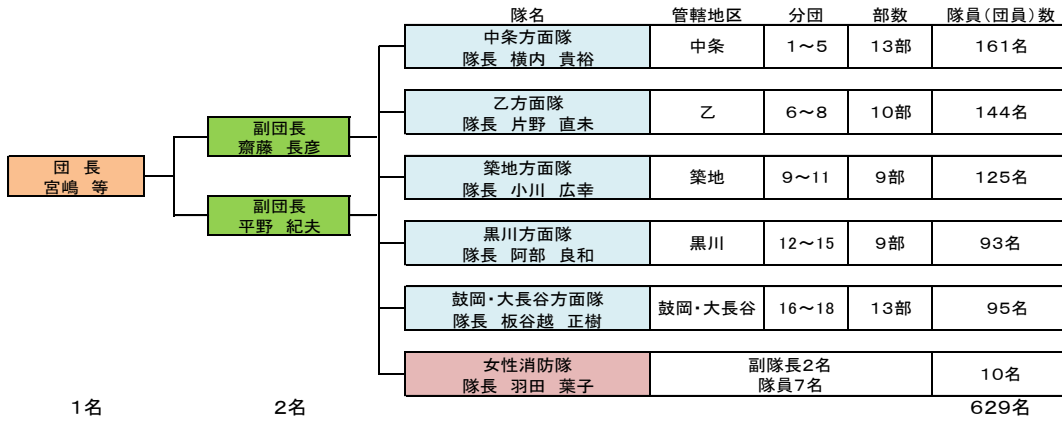 隊名 管轄地区 分団 部数 隊員(団員)数
中条方面隊
隊長 横内 貴裕
中条 1～5 13部 161名
乙方面隊
隊長 片野 直未
乙 6～8 10部 144名
副団長
齋藤 長彦
団 長
宮嶋 等
築地方面隊
隊長 小川 広幸
築地 9～11 9部 125名
副団長
平野 紀夫
黒川方面隊
隊長 阿部 良和
黒川 12～15 9部 93名
鼓岡・大長谷方面隊
隊長 板谷越 正樹
鼓岡・大長谷 16～18 13部 95名
女性消防隊
隊長 羽田 葉子
副隊長2名
隊員7名
10名
1名 2名 629名